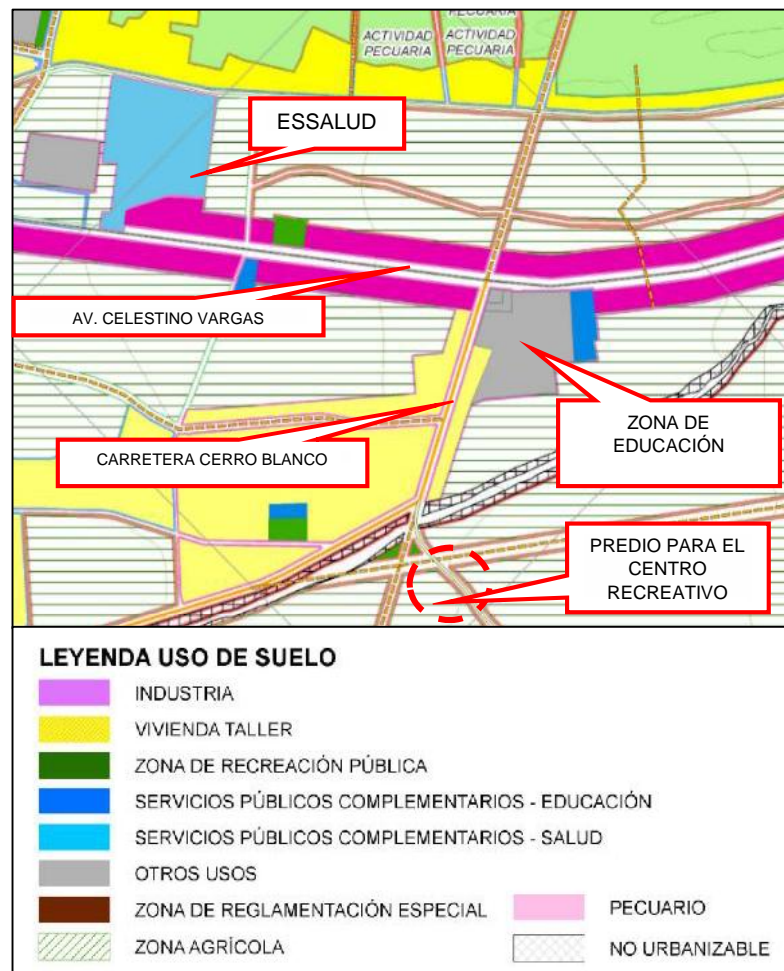 PECUARIA
ACTIVIDAD
PECUARIA
ACTIVIDAD
PECUARIA
ESSALUD
AV. CELESTINO VARGAS
CARRETERA CERRO BLANCO
ZONA DE
EDUCACIÓN
PREDIO PARA EL
CENTRO
RECREATIVO
LEYENDA USO DE SUELO
INDUSTRIA
VIVIENDA TALLER
ZONA DE RECREACIÓN PÚBLICA
SERVICIOS PÚBLICOS COMPLEMENTARIOS - EDUCACIÓN
SERVICIOS PÚBLICOS COMPLEMENTARIOS - SALUD
OTROS USOS
ZONA DE REGLAMENTACIÓN ESPECIAL
PECUARIO
ZONA AGRÍCOLA
NO URBANIZABLE